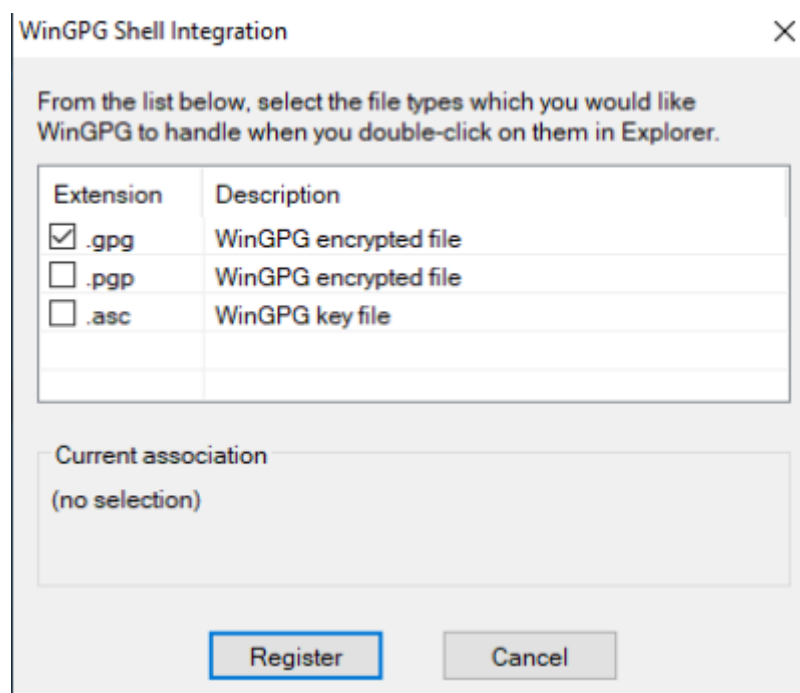 WinGPG Shell Integration
From the list below, select the file types which you would like
WinGPG to handle when you double-click on them in Explorer.
Extension Description
.gpg WinGPG encrypted file
.pgp WinGPG encrypted file
.asc WinGPG key file
Current association
(no selection)
Register Cancel